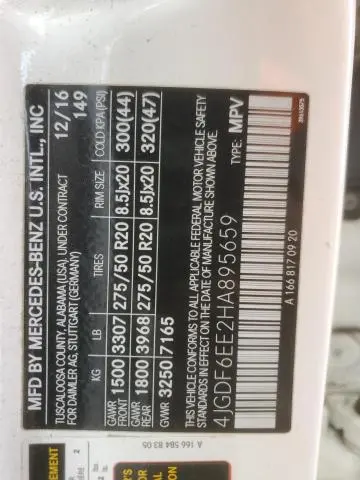 MFD BY MERCEDES-BENZ U.S. INTL., INC
TUSCALOOSA COUNTY, ALABAMA (USA), UNDER CONTRACT 12/16
DAIMLER AG, STUTTGART (GERMANY) 149
KG LB TIRES RIM SIZE COLD KPA (PSI)
GAWR FRONT 1500 3307 275/50 R20 8.5Jx20 300(44)
GAWR REAR 1800 3968 275/50 R20 8.5Jx20 320(47)
GVWR 3250 7165
THIS VEHICLE CONFORMS TO ALL APPLICABLE FEDERAL MOTOR VEHICLE SAFETY
STANDARDS IN EFFECT ON THE DATE OF MANUFACTURE SHOWN ABOVE.
4JGDF6EE2HA895659 TYPE: MPV
A 166 817 09 20
A 166 584 83 05